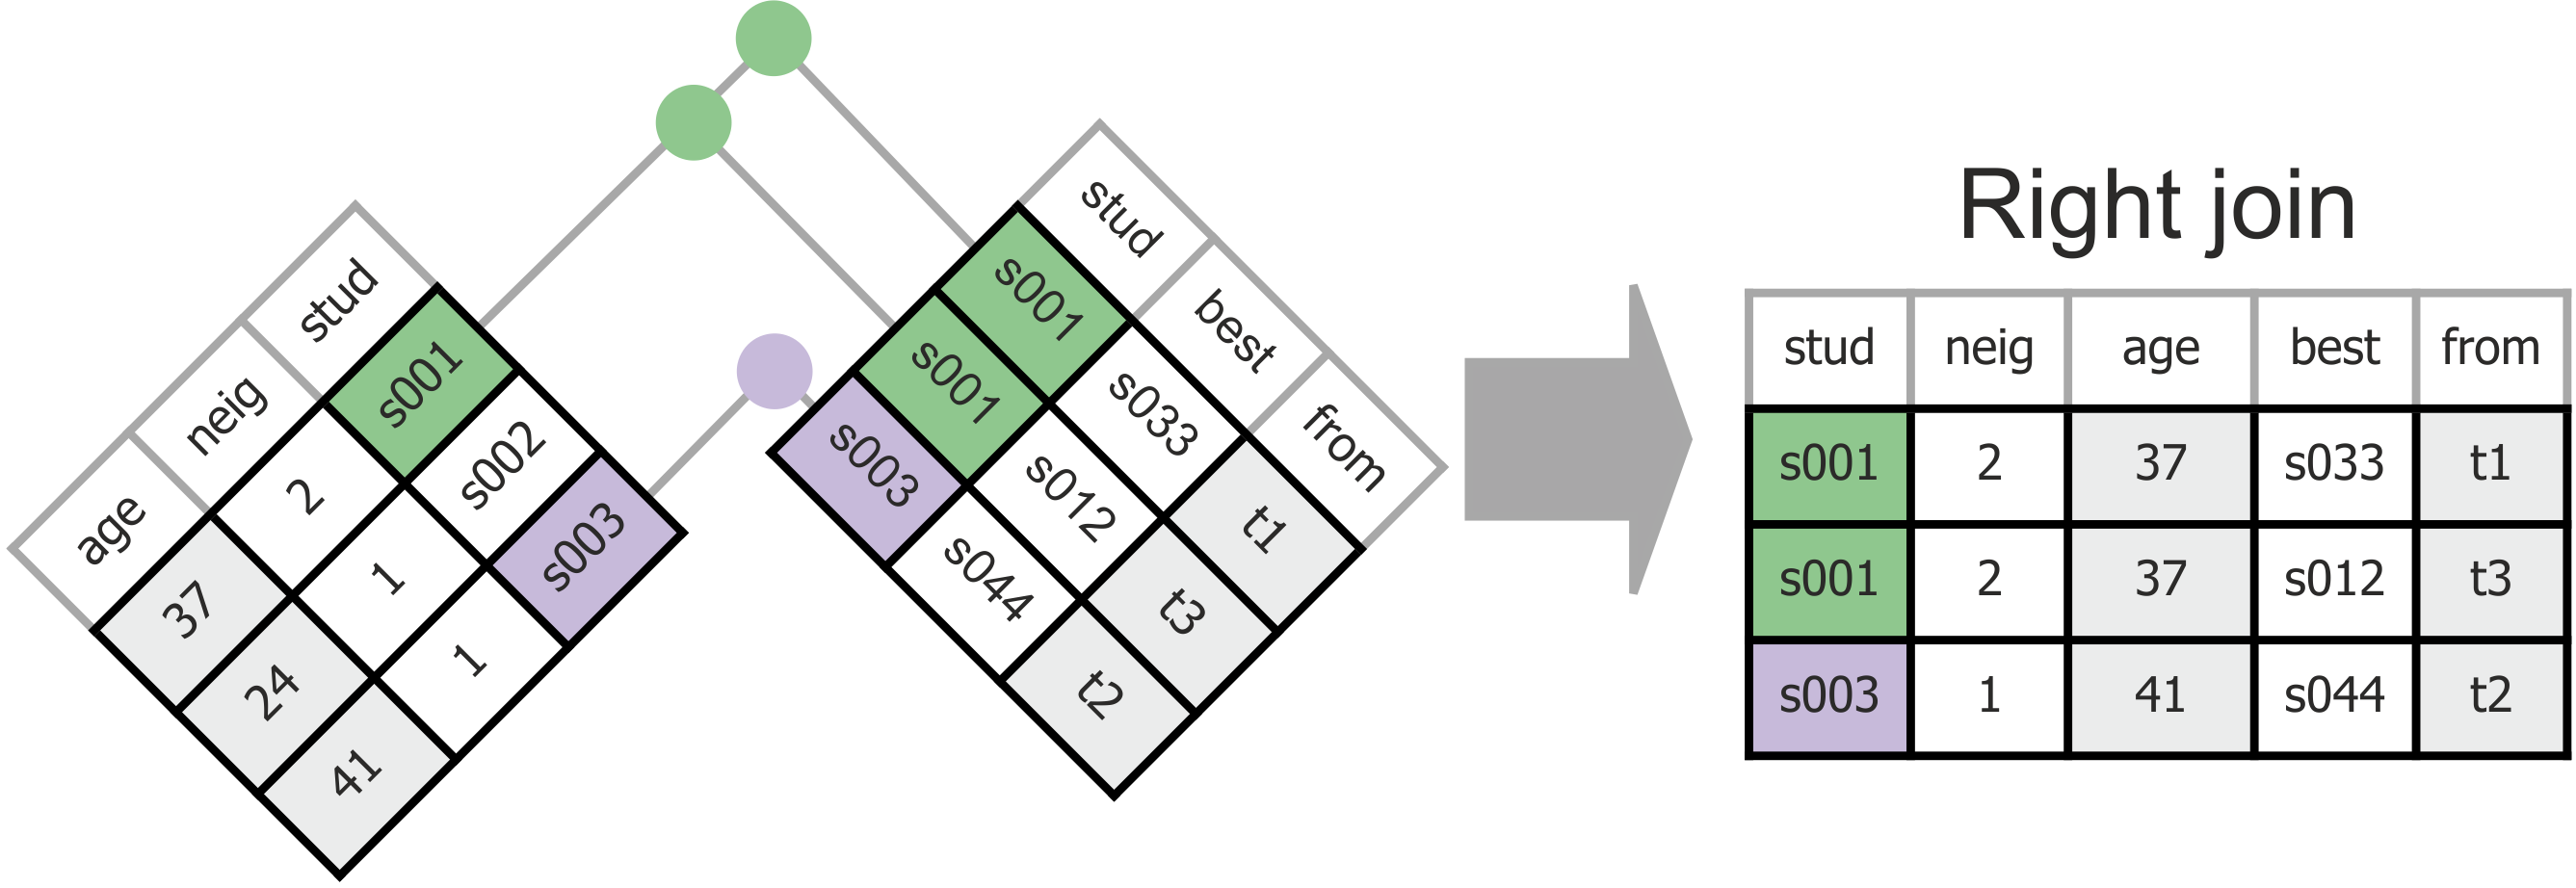 age neig stud
37 2 s001
24 1 s002
41 1 s003
stud best from
s001 s033 t1
s001 s012 t3
s003 s044 t2
Right join
stud neig age best from
s001 2 37 s033 t1
s001 2 37 s012 t3
s003 1 41 s044 t2